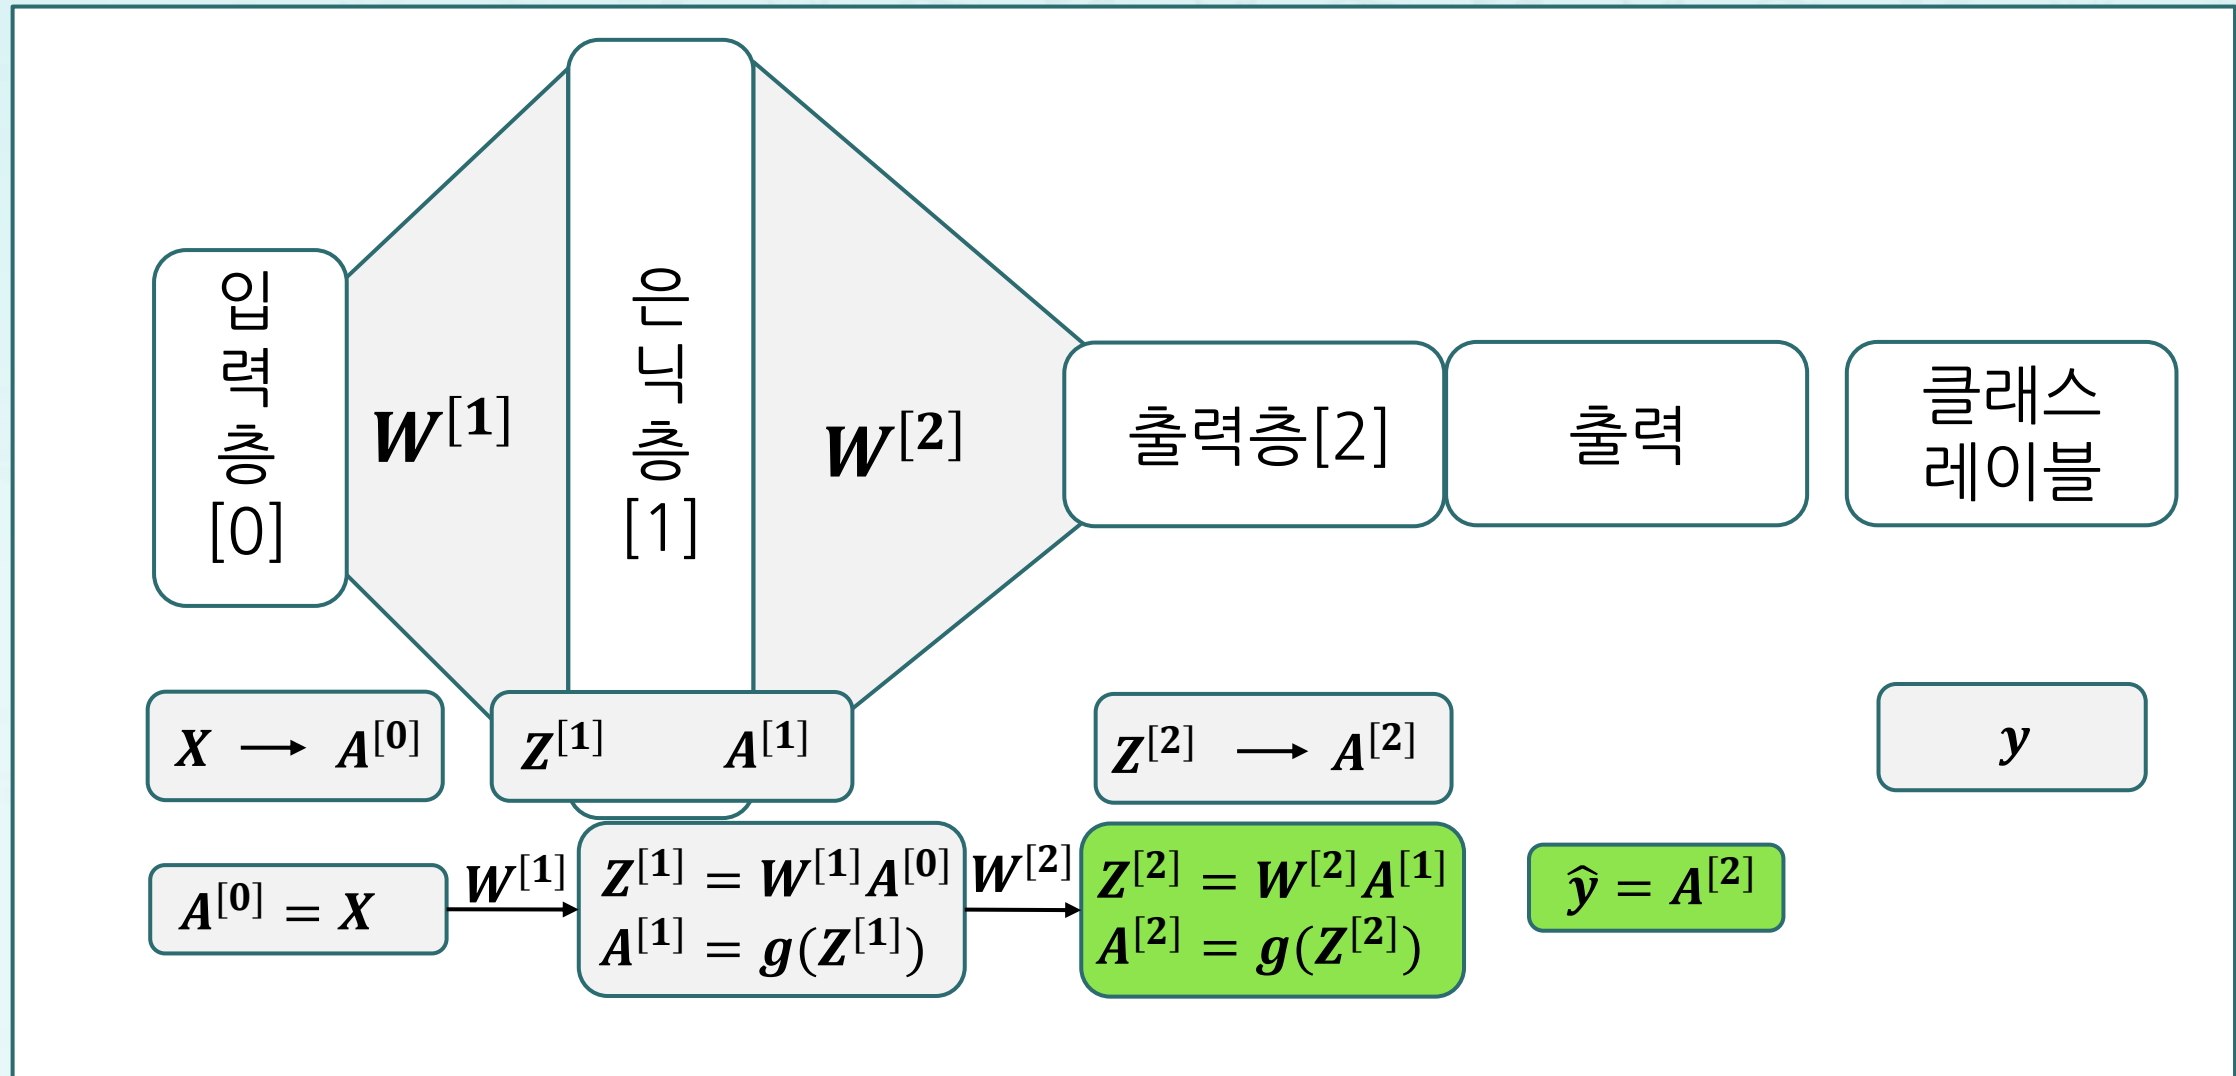 입
력
층
[0]
W^[1]
은
닉
층
[1]
W^[2]
출력층[2]
출력
클래스
레이블
X → A^[0]
Z^[1] A^[1]
Z^[2] → A^[2]
y
A^[0] = X
W^[1]
Z^[1] = W^[1]A^[0]
A^[1] = g(Z^[1])
W^[2]
Z^[2] = W^[2]A^[1]
A^[2] = g(Z^[2])
ŷ = A^[2]